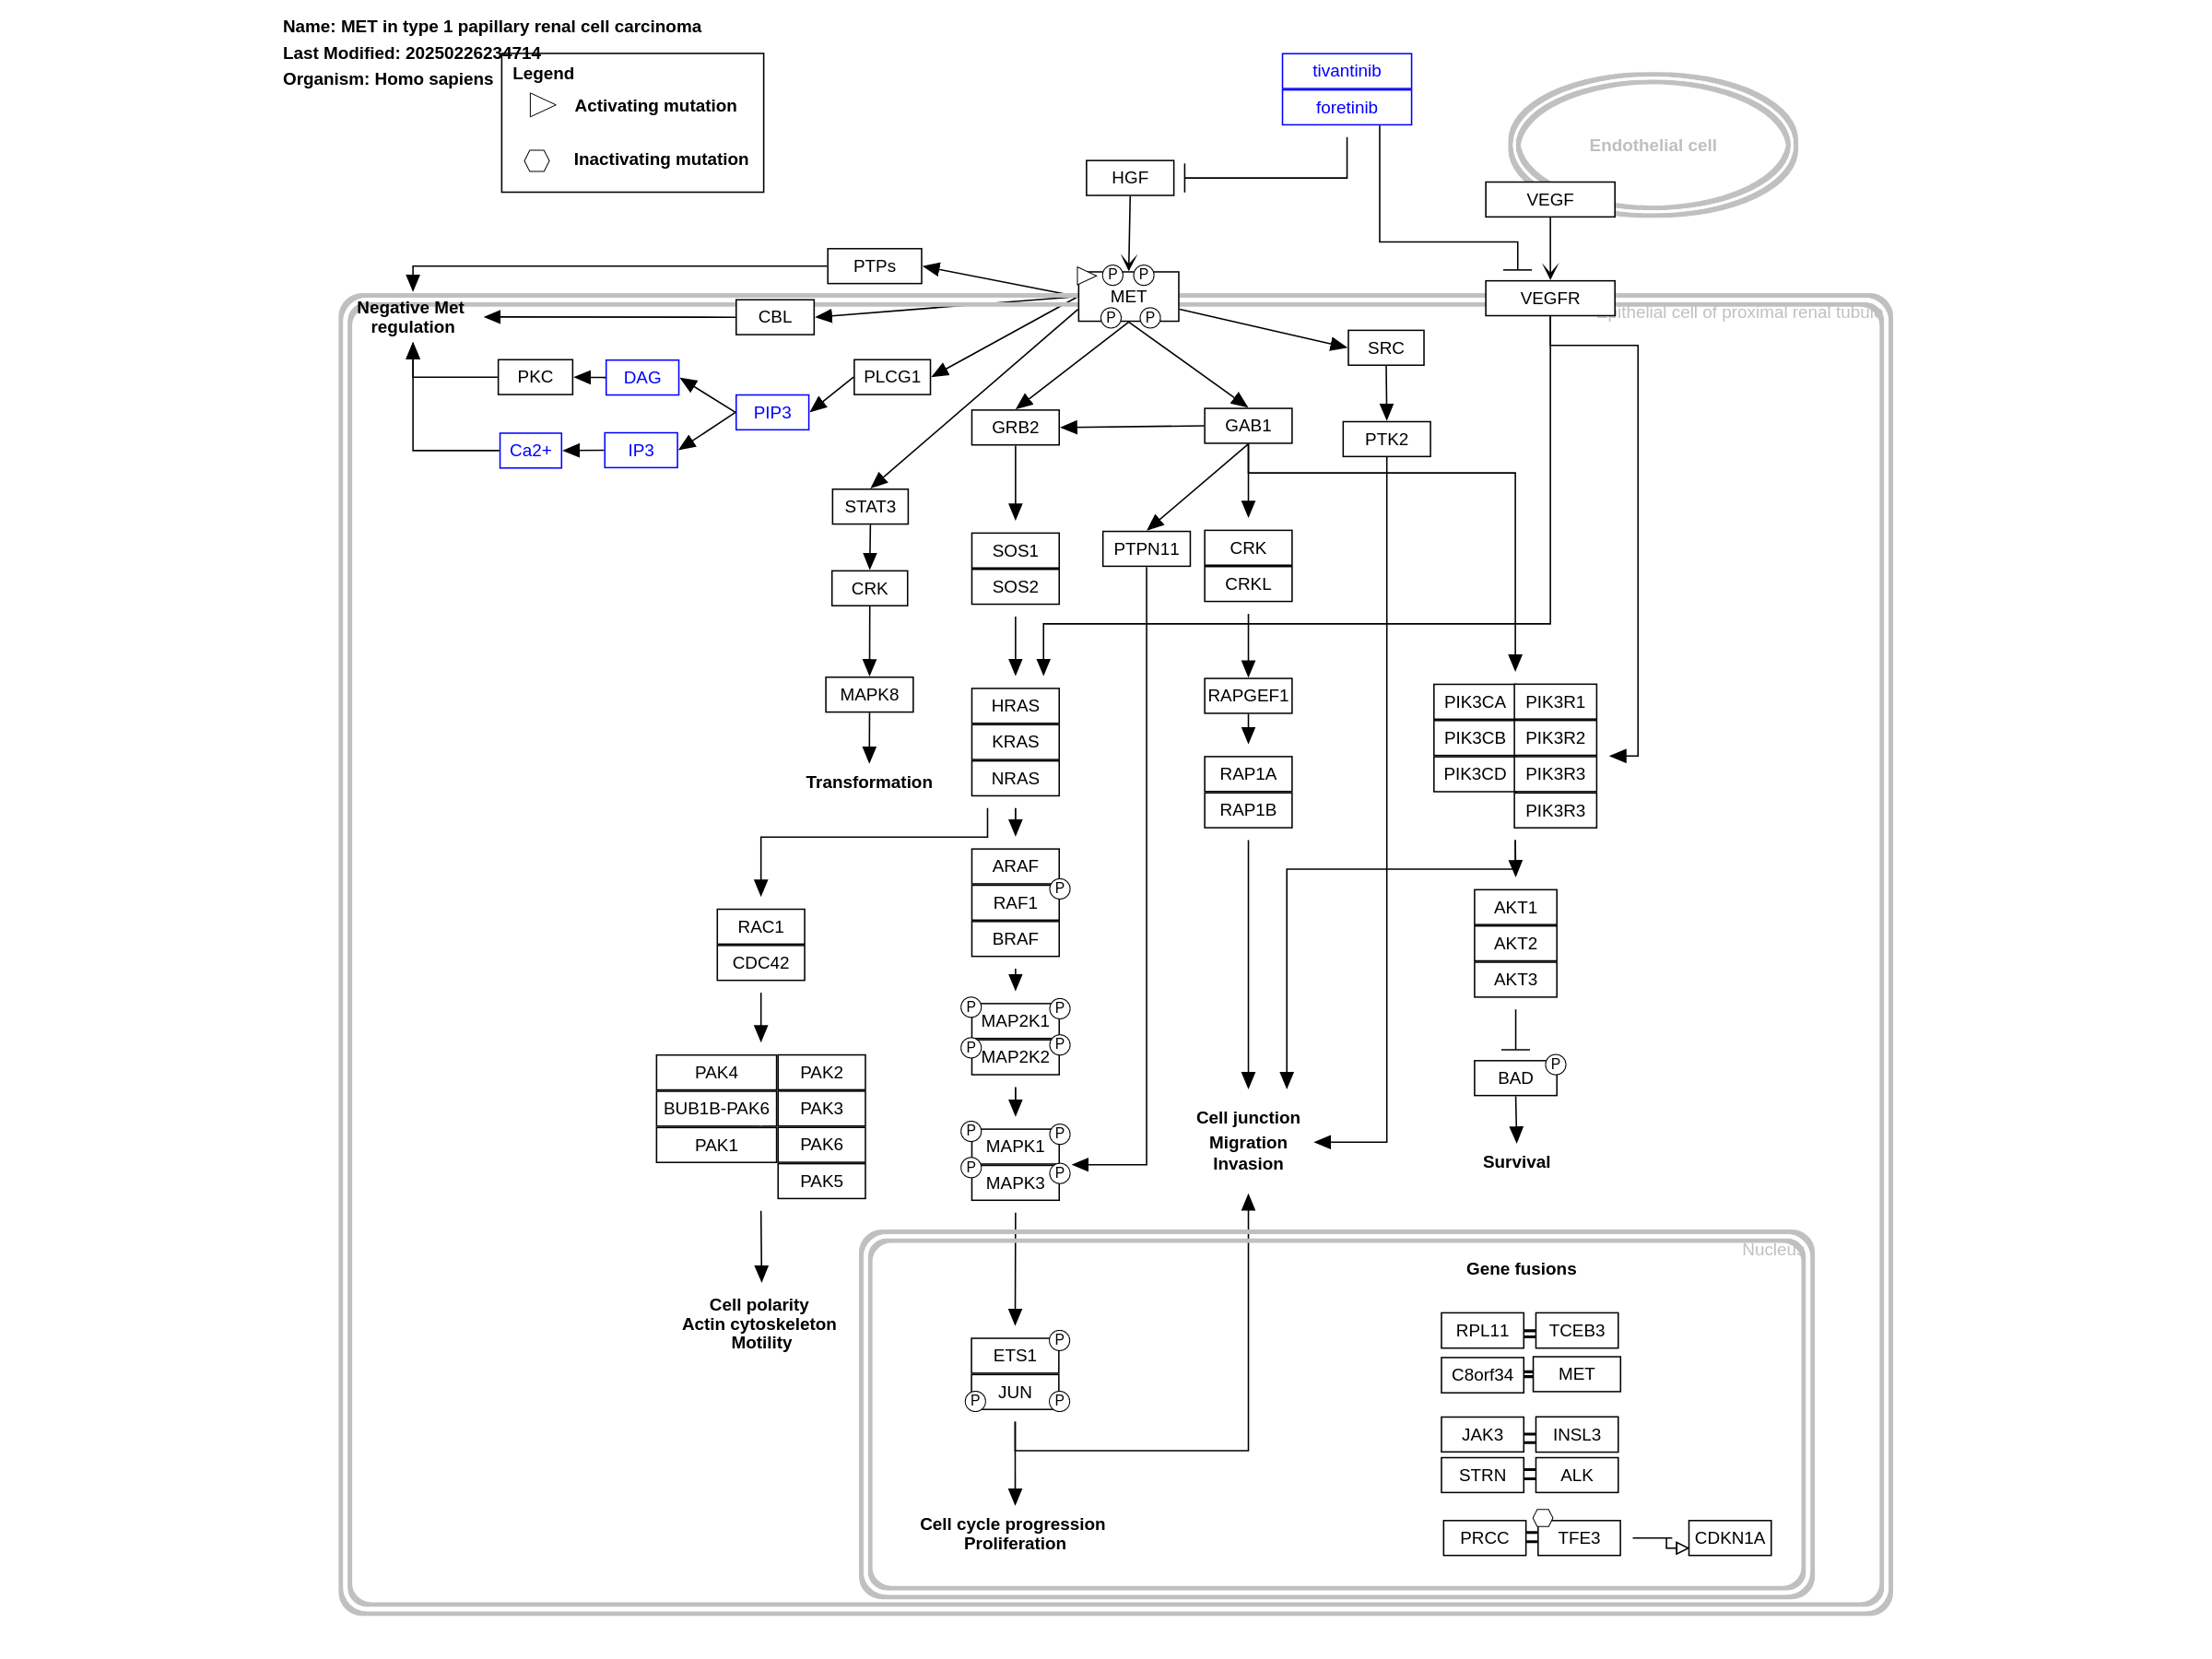 Name: MET in type 1 papillary renal cell carcinoma
Last Modified: 20250226234714
Organism: Homo sapiens
Legend
Activating mutation
Inactivating mutation
tivantinib
foretinib
Endothelial cell
HGF
VEGF
PTPs
P
P
MET
P
P
VEGFR
Epithelial cell of proximal renal tubule
Negative Met
regulation
CBL
SRC
PKC
DAG
PLCG1
PIP3
GRB2
GAB1
PTK2
Ca2+
IP3
STAT3
SOS1
SOS2
PTPN11
CRK
CRKL
CRK
MAPK8
HRAS
KRAS
NRAS
RAPGEF1
PIK3CA
PIK3R1
PIK3CB
PIK3R2
PIK3CD
PIK3R3
PIK3R3
RAP1A
RAP1B
Transformation
ARAF
P
RAF1
BRAF
AKT1
AKT2
AKT3
RAC1
CDC42
P
P
MAP2K1
P
P
MAP2K2
PAK4
PAK2
BUB1B-PAK6
PAK3
PAK1
PAK6
PAK5
P
BAD
Cell junction
Migration
Invasion
P
P
MAPK1
P
P
MAPK3
Survival
Nucleus
Gene fusions
Cell polarity
Actin cytoskeleton
Motility
P
ETS1
JUN
P
P
RPL11
TCEB3
C8orf34
MET
JAK3
INSL3
STRN
ALK
PRCC
TFE3
CDKN1A
Cell cycle progression
Proliferation